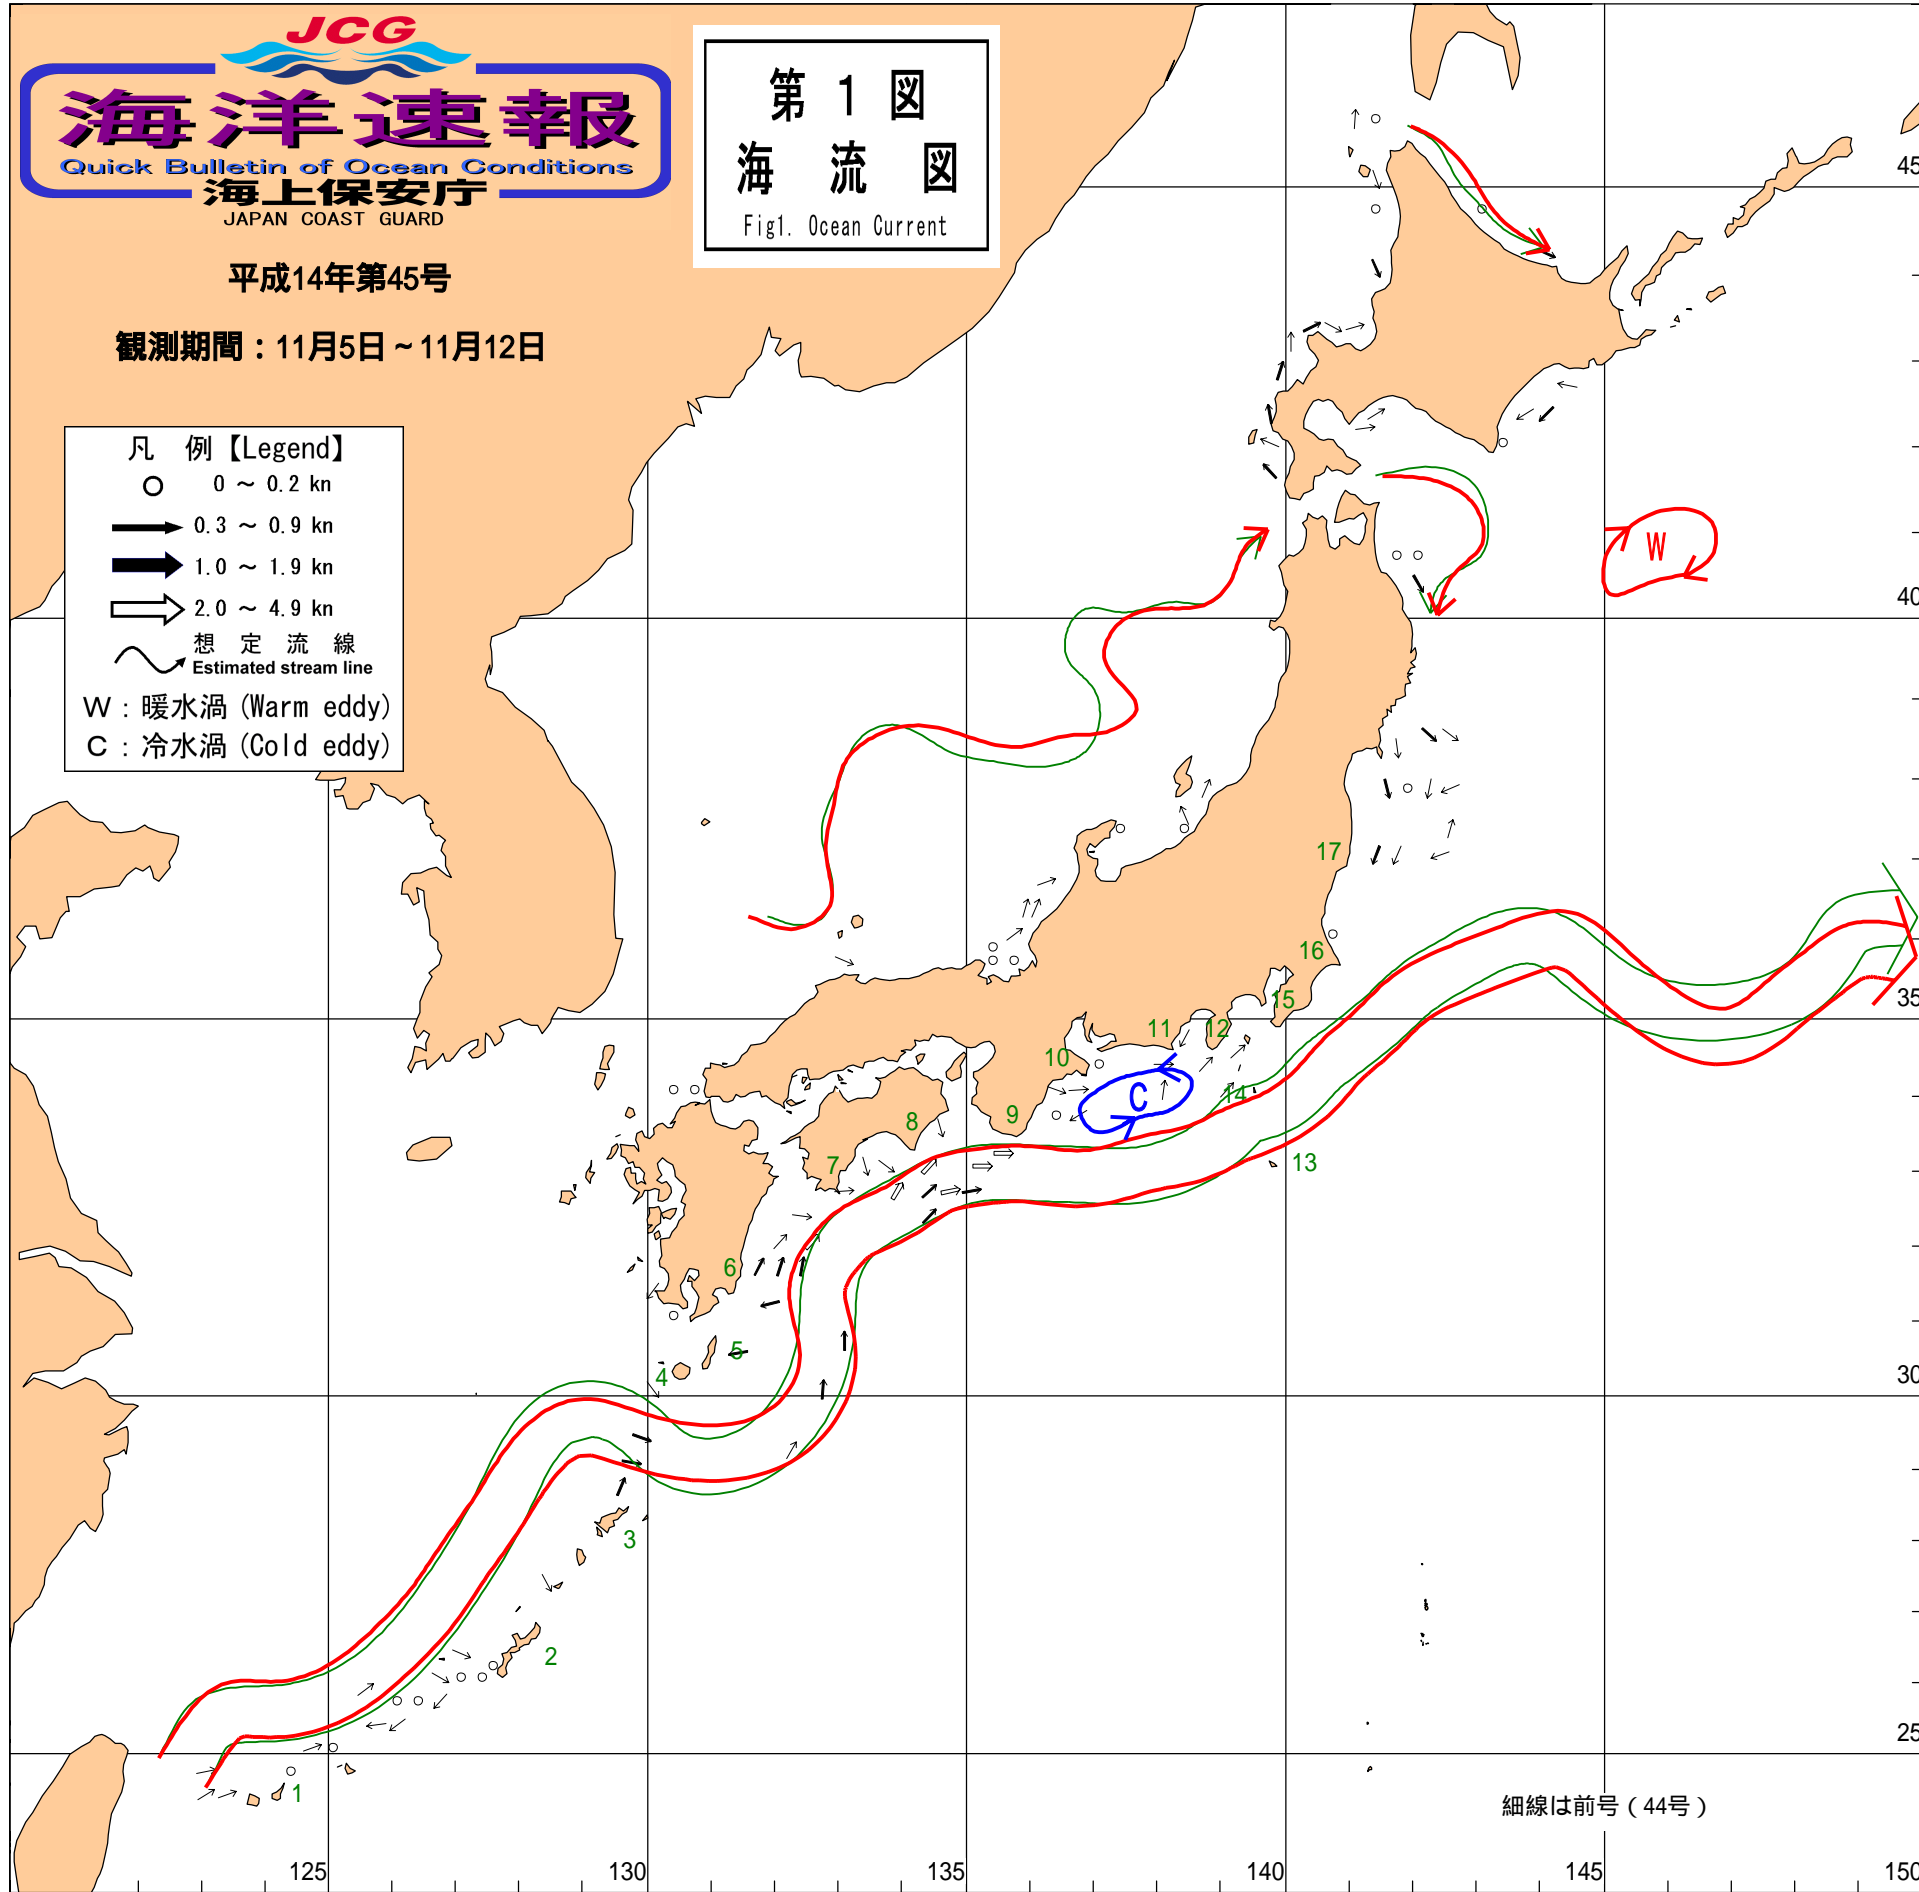 JCG
海洋速報
Quick Bulletin of Ocean Conditions
海上保安庁
JAPAN COAST GUARD
平成14年第45号
観測期間：11月5日～11月12日
第 1 図
海 流 図
Fig1. Ocean Current
凡 例【Legend】
0 ～ 0.2 kn
0.3 ～ 0.9 kn
1.0 ～ 1.9 kn
2.0 ～ 4.9 kn
想 定 流 線
Estimated stream line
W : 暖水渦 (Warm eddy)
C : 冷水渦 (Cold eddy)
45
40
35
30
25
W
C
17
16
15
12
11
10
14
13
9
8
7
6
5
4
3
2
1
細線は前号（44号）
125
130
135
140
145
150